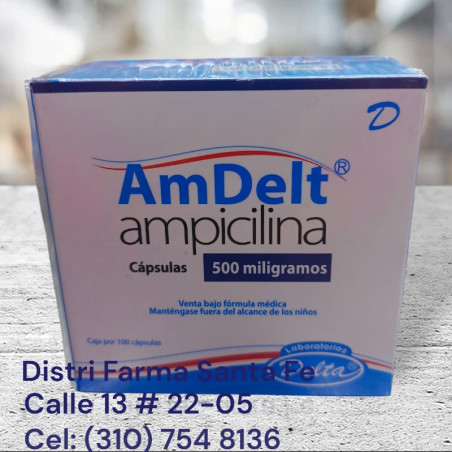 D
AmDelt®
ampicilina
Cápsulas 500 miligramos
Venta bajo fórmula médica
Manténgase fuera del alcance de los niños
Caja por 100 cápsulas
Laboratorios
Delta®
Distri Farma Santa Fe
Calle 13 # 22-05
Cel: (310) 754 8136